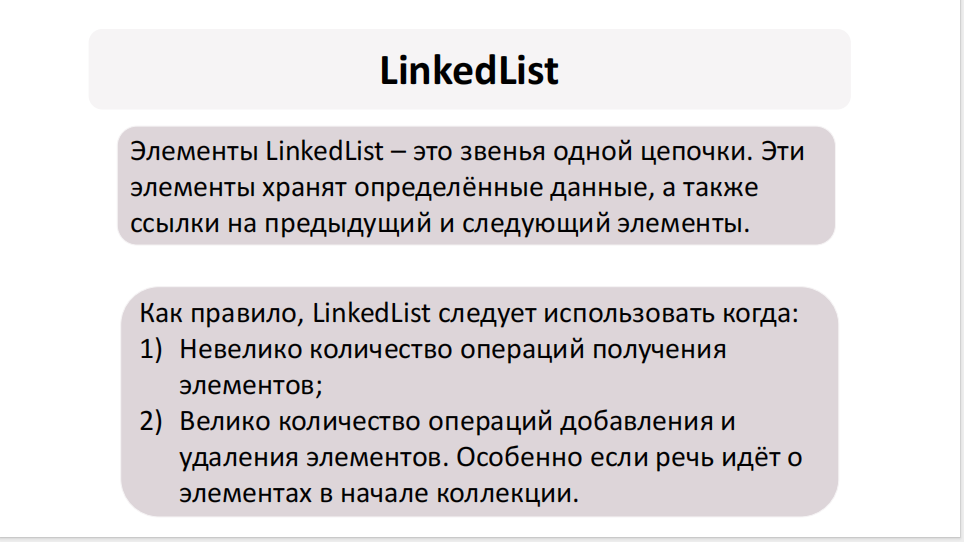 LinkedList
Элементы LinkedList – это звенья одной цепочки. Эти
элементы хранят определённые данные, а также
ссылки на предыдущий и следующий элементы.
Как правило, LinkedList следует использовать когда:
1) Невелико количество операций получения
элементов;
2) Велико количество операций добавления и
удаления элементов. Особенно если речь идёт о
элементах в начале коллекции.